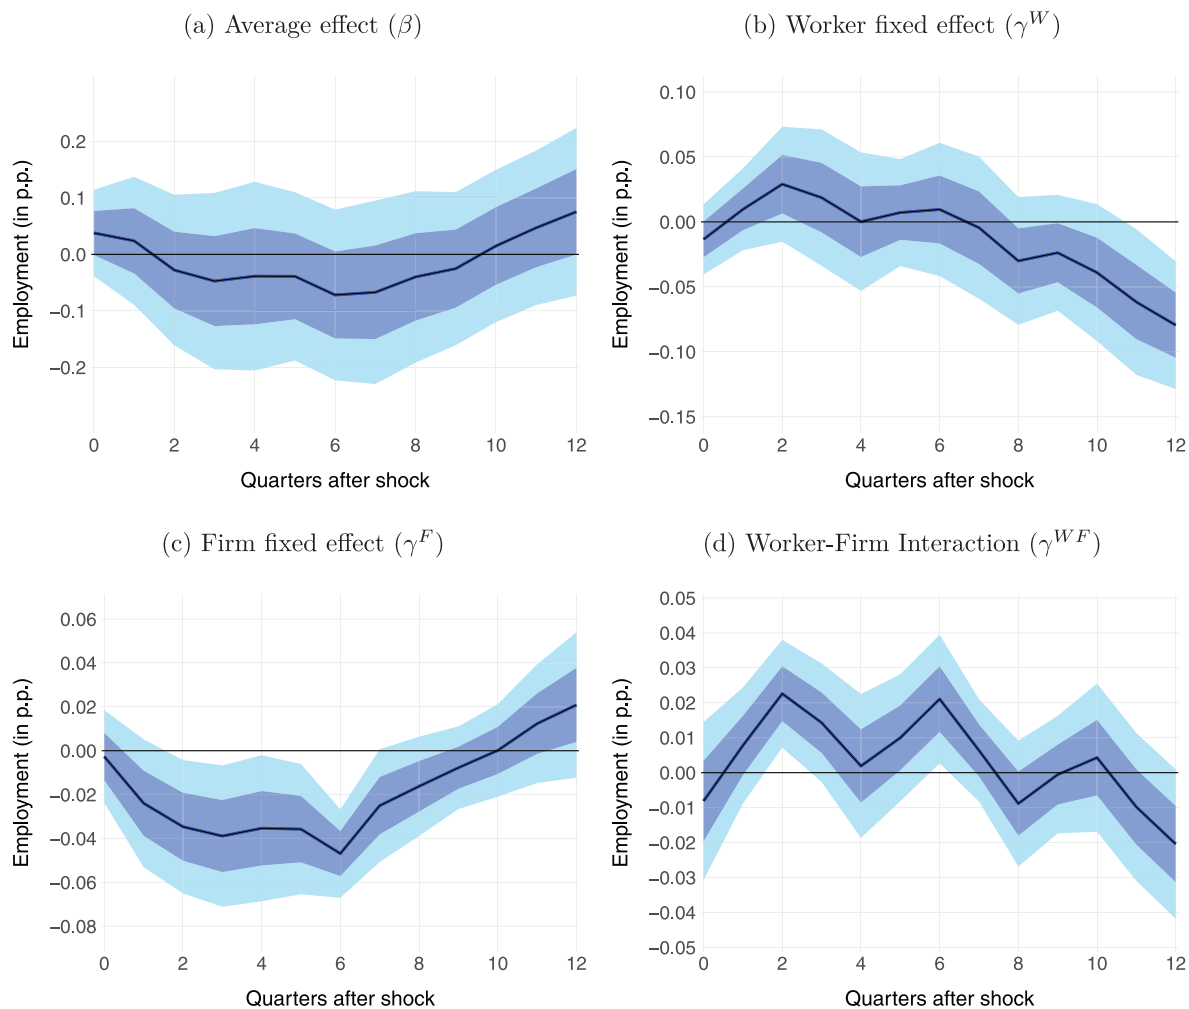 (a) Average effect (β)
Employment (in p.p.)
0.2
0.1
0.0
−0.1
−0.2
0 2 4 6 8 10 12
Quarters after shock
(b) Worker fixed effect (γ^W)
Employment (in p.p.)
0.10
0.05
0.00
−0.05
−0.10
−0.15
0 2 4 6 8 10 12
Quarters after shock
(c) Firm fixed effect (γ^F)
Employment (in p.p.)
0.06
0.04
0.02
0.00
−0.02
−0.04
−0.06
−0.08
0 2 4 6 8 10 12
Quarters after shock
(d) Worker-Firm Interaction (γ^{WF})
Employment (in p.p.)
0.05
0.04
0.03
0.02
0.01
0.00
−0.01
−0.02
−0.03
−0.04
−0.05
0 2 4 6 8 10 12
Quarters after shock